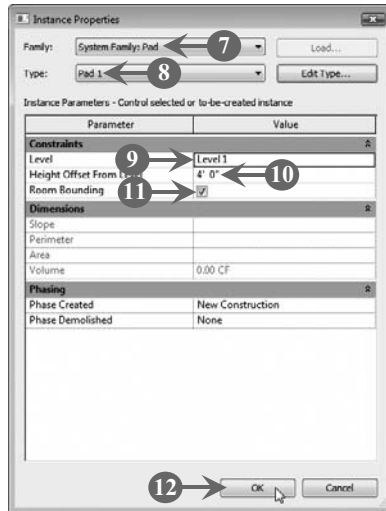 Instance Properties
Family: System Family: Pad 7 Load...
Type: Pad 1 8 Edit Type...
Instance Parameters - Control selected or to-be-created instance
Parameter Value
Constraints
Level 9 Level 1
Height Offset From 4' 0" 10
Room Bounding 11
Dimensions
Slope
Perimeter
Area
Volume 0.00 CF
Phasing
Phase Created New Construction
Phase Demolished None
12 OK Cancel